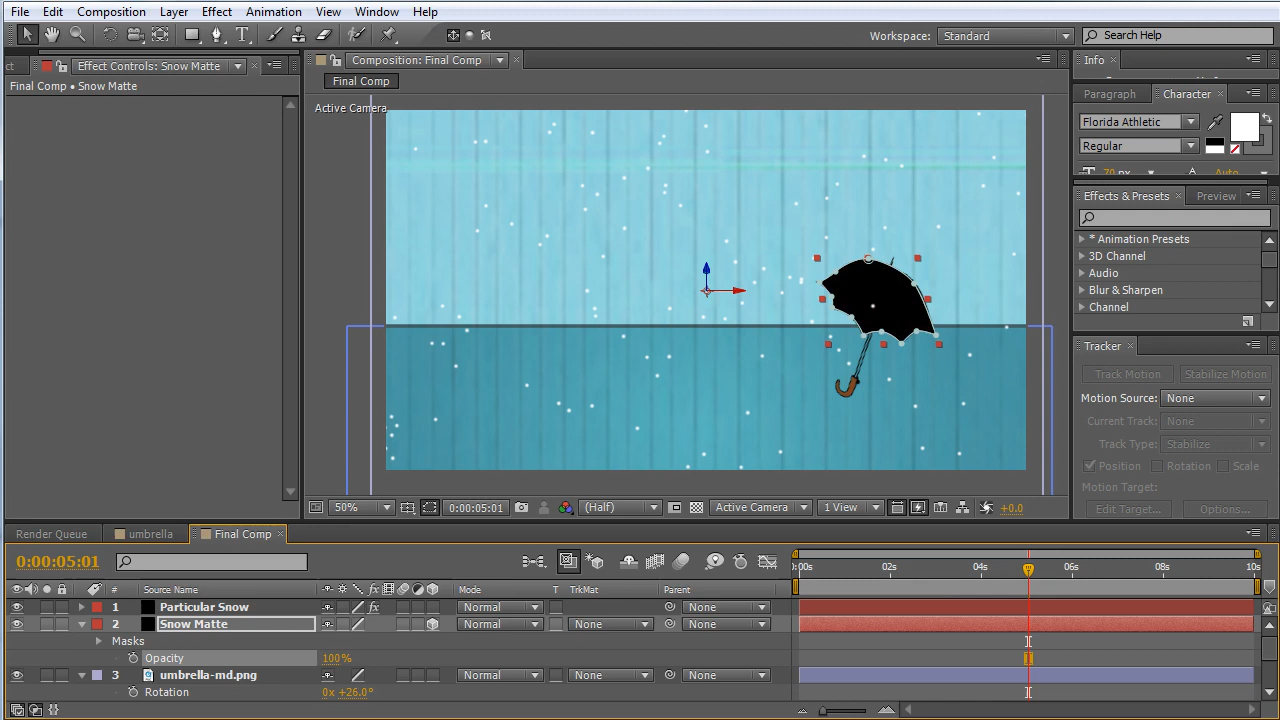 File Edit Composition Layer Effect Animation View Window Help
Workspace: Standard Search Help
ct Effect Controls: Snow Matte
Final Comp • Snow Matte
Composition: Final Comp
Final Comp
Active Camera
Info
Paragraph Character
Florida Athletic
Regular
70 px Auto
Effects & Presets Preview
* Animation Presets
3D Channel
Audio
Blur & Sharpen
Channel
Tracker
Track Motion Stabilize Motion
Motion Source: None
Current Track: None
Track Type: Stabilize
Position Rotation Scale
Motion Target:
Edit Target... Options...
50% 0:00:05:01 (Half) Active Camera 1 View +0.0
Render Queue umbrella Final Comp
0:00:05:01
# Source Name Mode T TrkMat Parent
0:00s 02s 04s 06s 08s 10s
1 Particular Snow fx Normal None
2 Snow Matte Normal None None
Masks
Opacity 100%
3 umbrella-md.png Normal None None
Rotation 0x +26.0°